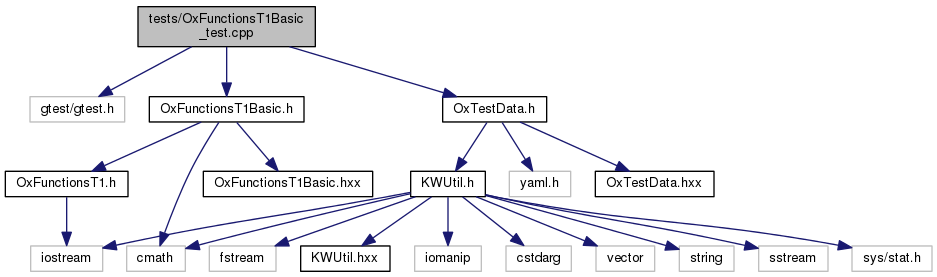 tests/OxFunctionsT1Basic
_test.cpp
gtest/gtest.h
OxFunctionsT1Basic.h
OxTestData.h
OxFunctionsT1.h
OxFunctionsT1Basic.hxx
KWUtil.h
yaml.h
OxTestData.hxx
iostream
cmath
fstream
KWUtil.hxx
iomanip
cstdarg
vector
string
sstream
sys/stat.h